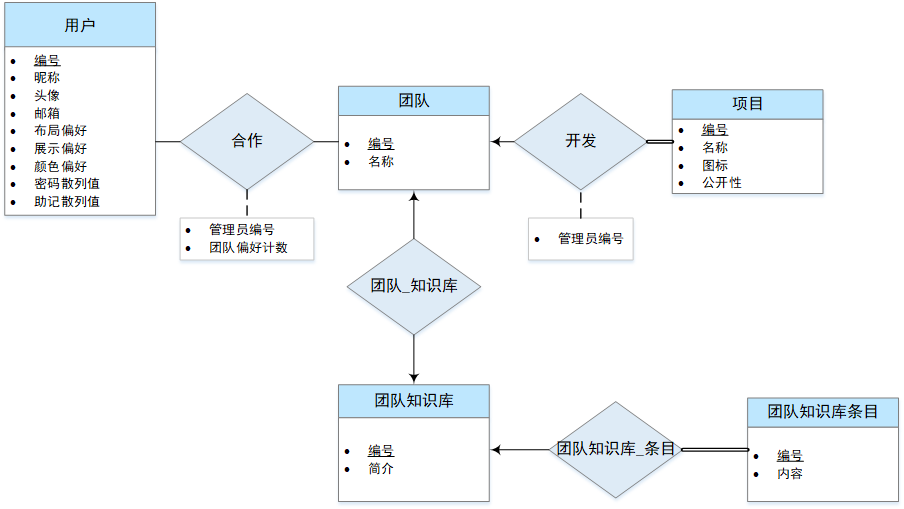 用户
编号
昵称
头像
邮箱
布局偏好
展示偏好
颜色偏好
密码散列值
助记散列值
合作
管理员编号
团队偏好计数
团队
编号
名称
开发
管理员编号
项目
编号
名称
图标
公开性
团队_知识库
团队知识库
编号
简介
团队知识库_条目
团队知识库条目
编号
内容